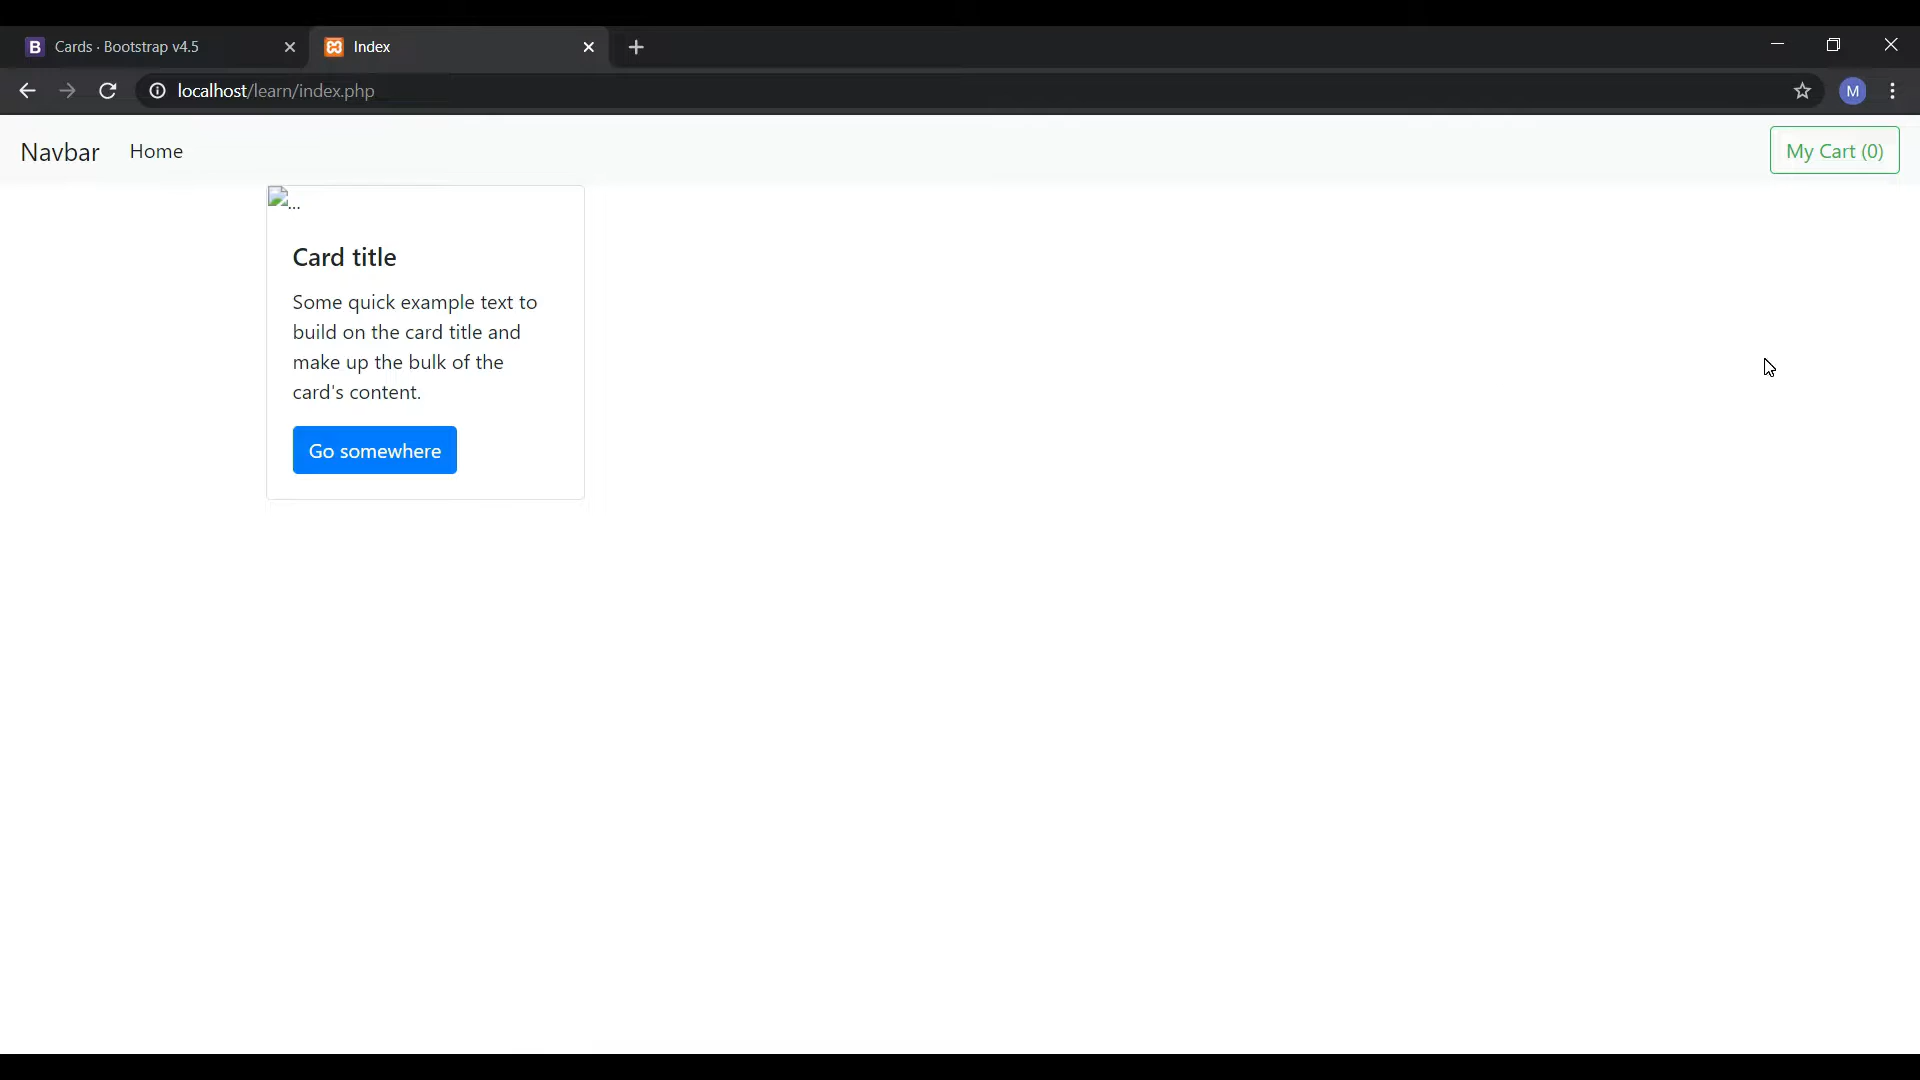 B Cards · Bootstrap v4.5
Index
localhost/learn/index.php
M
Navbar
Home
My Cart (0)
...
Card title
Some quick example text to
build on the card title and
make up the bulk of the
card's content.
Go somewhere